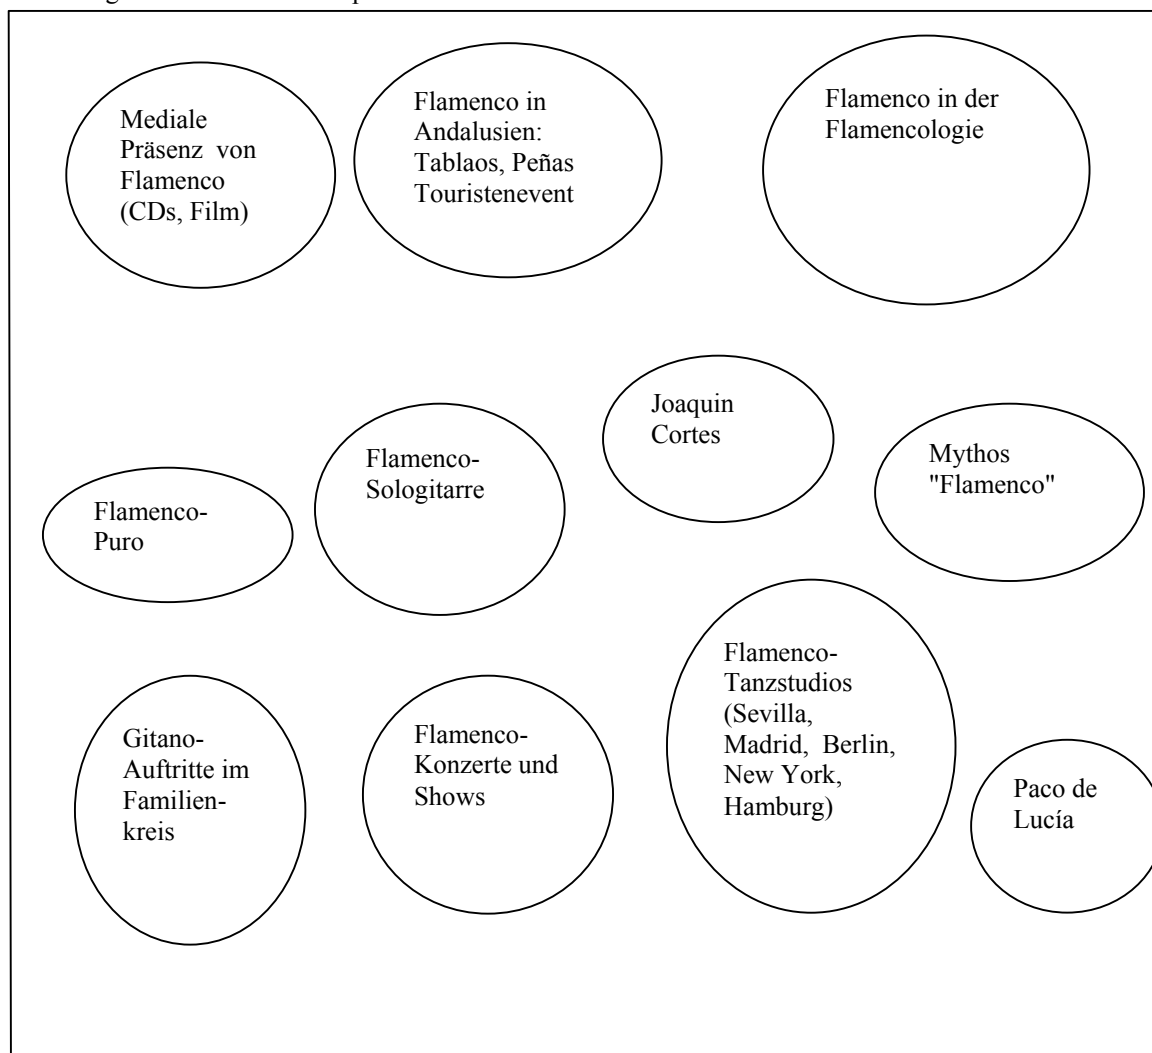 Mediale
Präsenz von
Flamenco
(CDs, Film)
Flamenco in
Andalusien:
Tablaos, Peñas
Touristenevent
Flamenco in der
Flamencologie
Joaquin
Cortes
Mythos
"Flamenco"
Flamenco-
Sologitarre
Flamenco-
Puro
Flamenco-
Tanzstudios
(Sevilla,
Madrid, Berlin,
New York,
Hamburg)
Gitano-
Auftritte im
Familien-
kreis
Flamenco-
Konzerte und
Shows
Paco de
Lucía